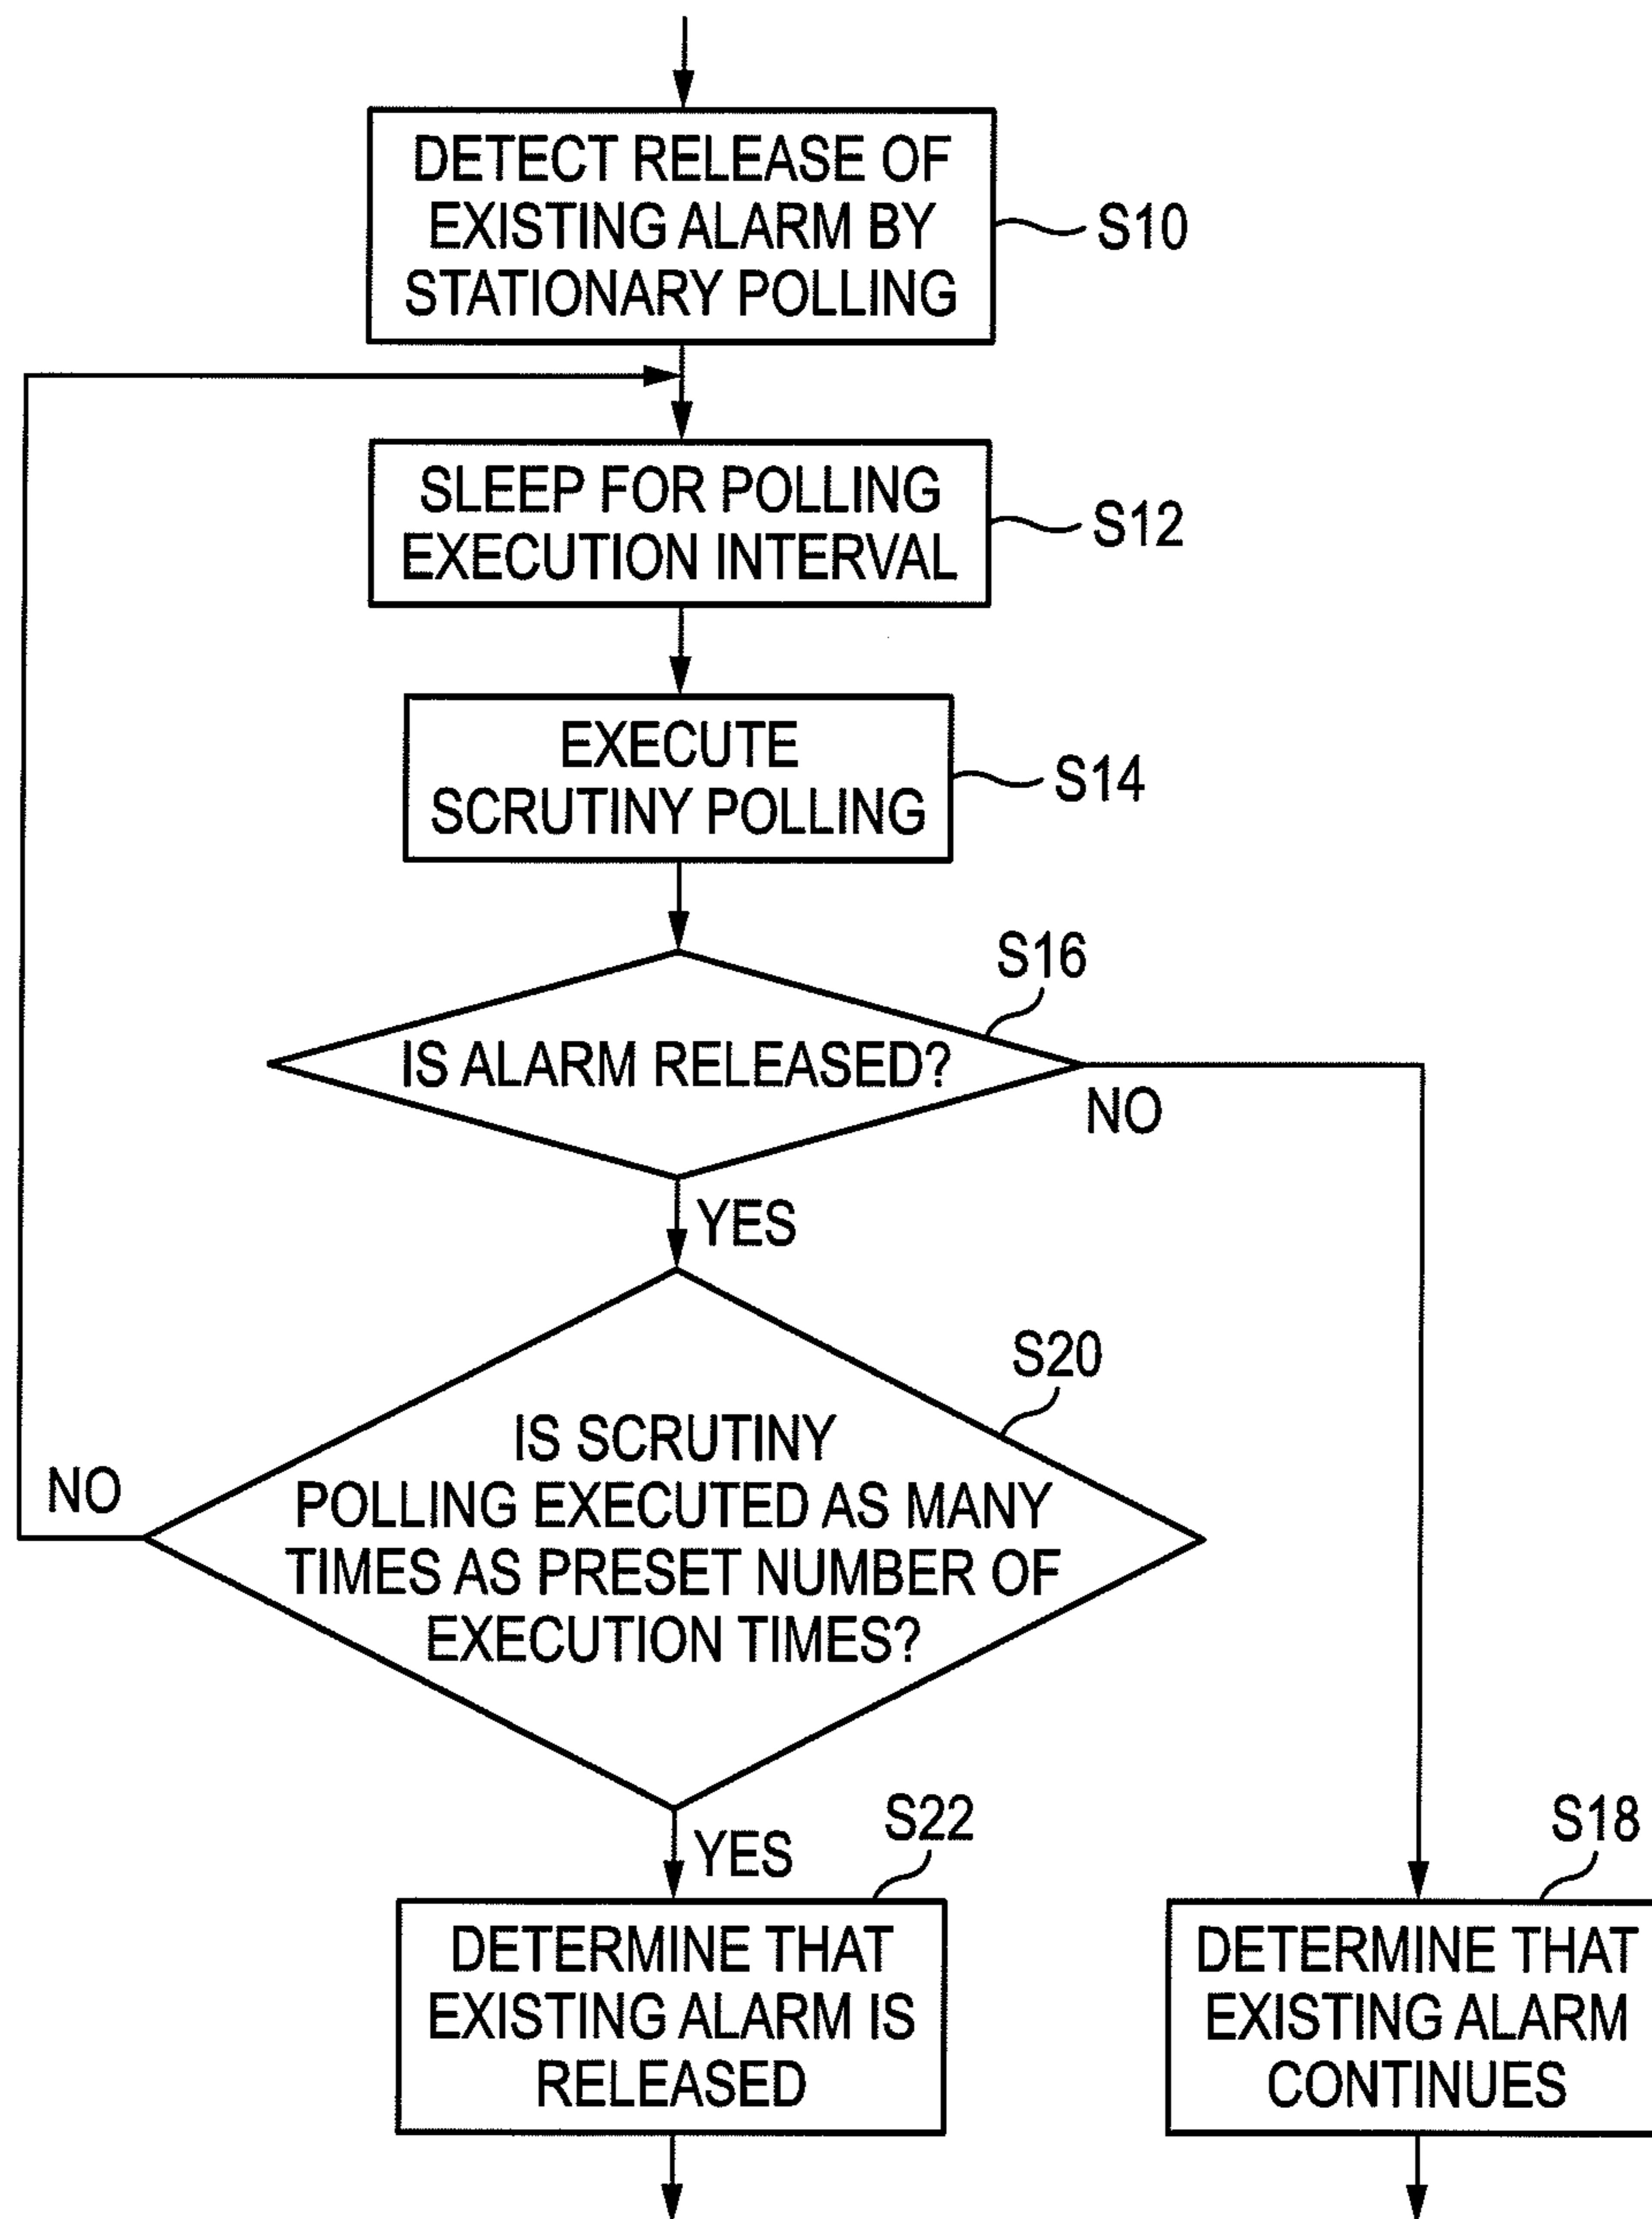 DETECT RELEASE OF
EXISTING ALARM BY
STATIONARY POLLING
S10
SLEEP FOR POLLING
EXECUTION INTERVAL
S12
EXECUTE
SCRUTINY POLLING
S14
S16
IS ALARM RELEASED?
NO
YES
S20
IS SCRUTINY
POLLING EXECUTED AS MANY
TIMES AS PRESET NUMBER OF
EXECUTION TIMES?
NO
YES
S22
S18
DETERMINE THAT
EXISTING ALARM IS
RELEASED
DETERMINE THAT
EXISTING ALARM
CONTINUES